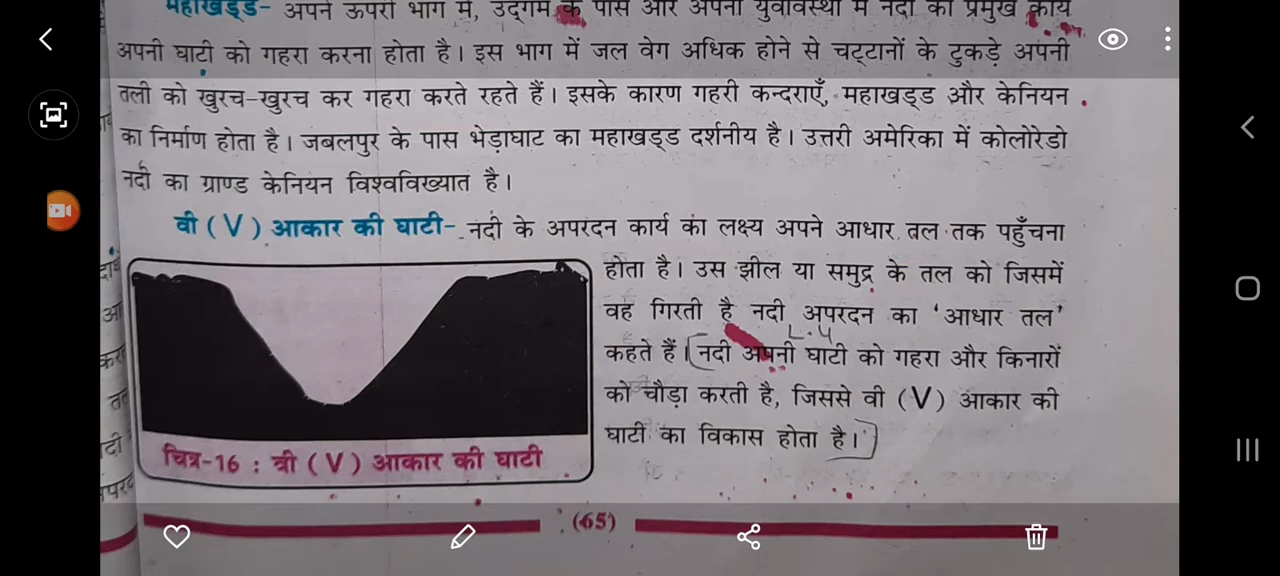 महाखड्ड- अपने ऊपरी भाग में, उद्गम के पास और अपनी युवावस्था में नदी का प्रमुख कार्य
अपनी घाटी को गहरा करना होता है। इस भाग में जल वेग अधिक होने से चट्टानों के टुकड़े अपनी
तली को खुरच-खुरच कर गहरा करते रहते हैं। इसके कारण गहरी कन्दराएँ, महाखड्ड और केनियन
का निर्माण होता है। जबलपुर के पास भेड़ाघाट का महाखड्ड दर्शनीय है। उत्तरी अमेरिका में कोलोरेडो
नदी का ग्राण्ड केनियन विश्वविख्यात है।
वी (V) आकार की घाटी- नदी के अपरदन कार्य का लक्ष्य अपने आधार तल तक पहुँचना
होता है। उस झील या समुद्र के तल को जिसमें
वह गिरती है नदी अपरदन का 'आधार तल'
कहते हैं। नदी अपनी घाटी को गहरा और किनारों
को चौड़ा करती है, जिससे वी (V) आकार की
घाटी का विकास होता है।
चित्र-16 : वी (V) आकार की घाटी
(65)